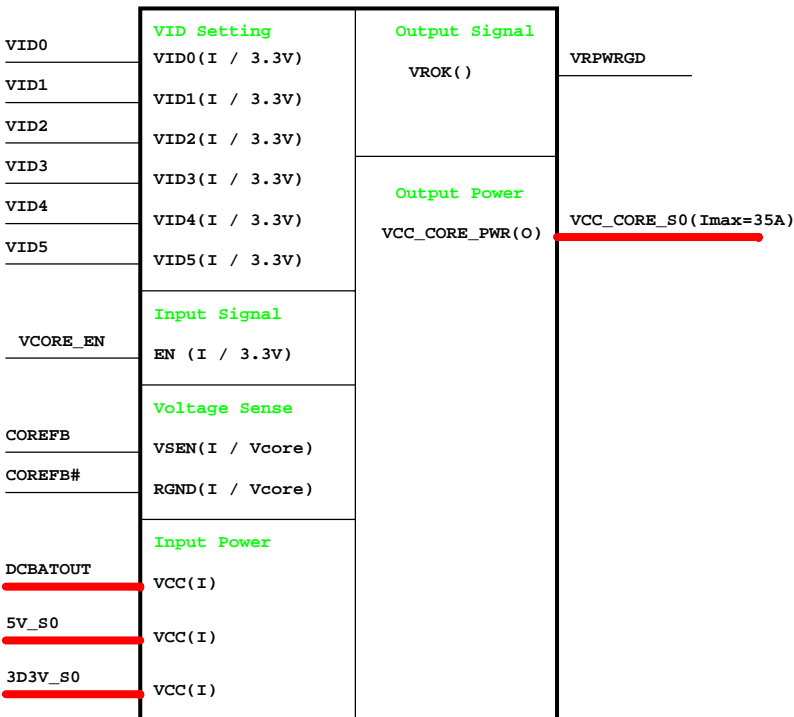 VID Setting
Output Signal
VID0
VID0(I / 3.3V)
VRPWRGD
VROK()
VID1
VID1(I / 3.3V)
VID2
VID2(I / 3.3V)
VID3
VID3(I / 3.3V)
Output Power
VID4
VID4(I / 3.3V)
VCC_CORE_PWR(O)
VCC_CORE_S0(Imax=35A)
VID5
VID5(I / 3.3V)
Input Signal
VCORE_EN
EN (I / 3.3V)
Voltage Sense
COREFB
VSEN(I / Vcore)
COREFB#
RGND(I / Vcore)
Input Power
DCBATOUT
VCC(I)
5V_S0
VCC(I)
3D3V_S0
VCC(I)